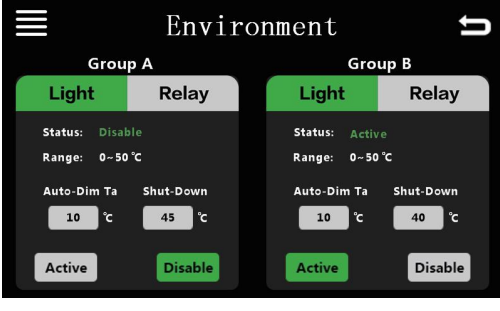 Environment
Group A
Light Relay
Status: Disable
Range: 0~50℃
Auto-Dim Ta Shut-Down
10 ℃ 45 ℃
Active Disable
Group B
Light Relay
Status: Active
Range: 0~50℃
Auto-Dim Ta Shut-Down
10 ℃ 40 ℃
Active Disable